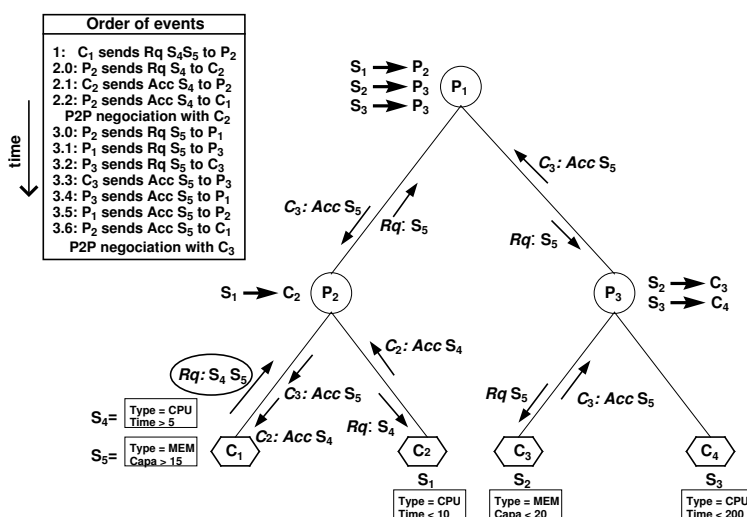 Order of events
1: C1 sends Rq S4S5 to P2
2.0: P2 sends Rq S4 to C2
2.1: C2 sends Acc S4 to P2
2.2: P2 sends Acc S4 to C1
P2P negociation with C2
3.0: P2 sends Rq S5 to P1
3.1: P1 sends Rq S5 to P3
3.2: P3 sends Rq S5 to C3
3.3: C3 sends Acc S5 to P3
3.4: P3 sends Acc S5 to P1
3.5: P1 sends Acc S5 to P2
3.6: P2 sends Acc S5 to C1
P2P negociation with C3
time
S1 P2
S2 P3
S3 P3
P1
C3: Acc S5
C3: Acc S5
Rq: S5
Rq: S5
S1 C2
P2
P3
S2 C3
S3 C4
Rq: S4 S5
C2: Acc S4
C3: Acc S5
Rq S5
C3: Acc S5
S4= Type = CPU
Time > 5
Rq: S4
C2: Acc S4
S5= Type = MEM
Capa > 15
C1
C2
C3
C4
S1
S2
S3
Type = CPU
Time < 10
Type = MEM
Capa < 20
Type = CPU
Time < 200